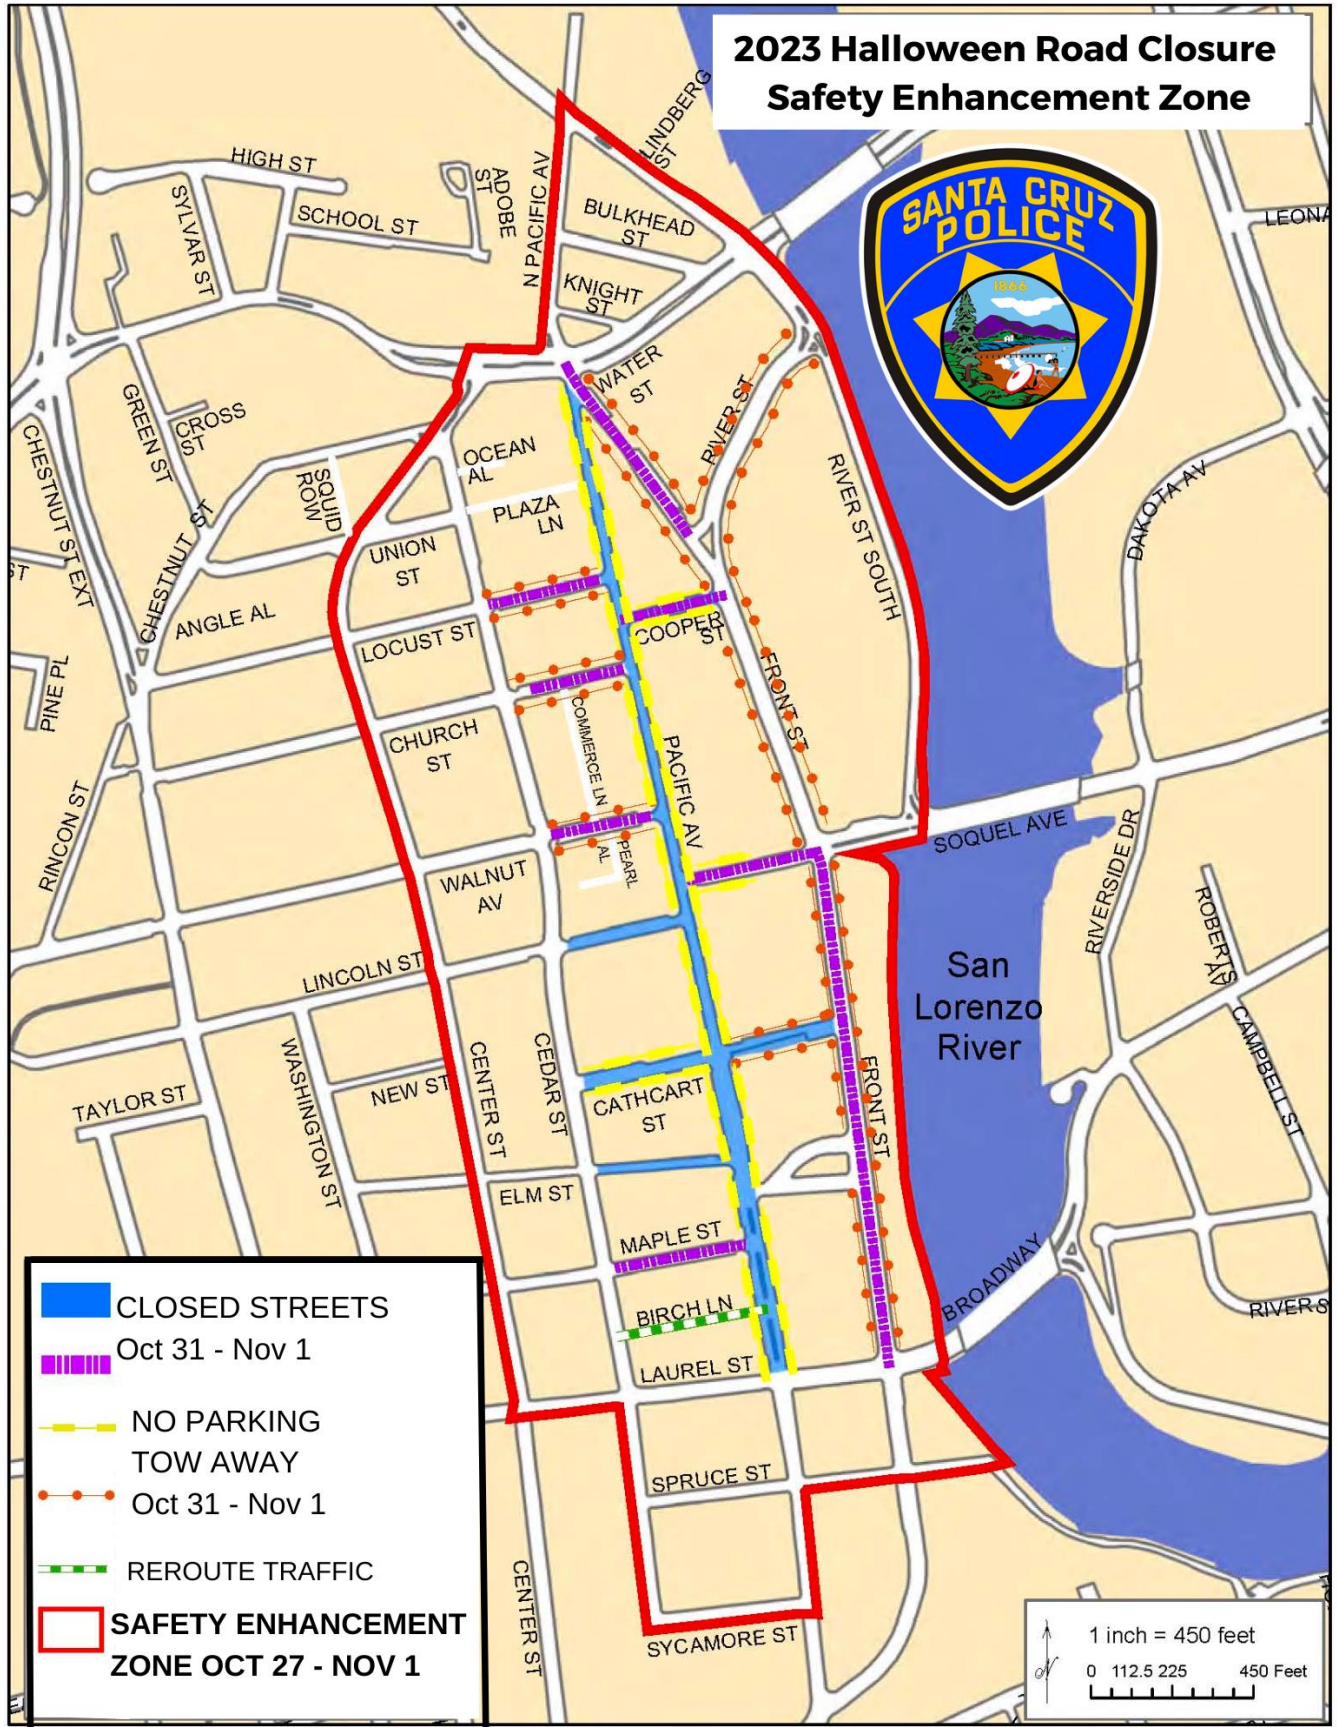 2023 Halloween Road Closure
Safety Enhancement Zone
SANTA CRUZ
POLICE
1866
LINDBERG
ST
HIGH ST
ADOBE
ST
N PACIFIC AV
SYLVAR ST
SCHOOL ST
BULKHEAD
ST
LEONA
KNIGHT
ST
WATER
ST
GREEN ST
CROSS
ST
RIVER ST
CHESTNUT ST EXT
OCEAN
AL
SQUID
ROW
PLAZA
LN
RIVER ST SOUTH
DAKOTA AV
CHESTNUT ST
UNION
ST
ST
ANGLE AL
LOCUST ST
COOPER
ST
PINE PL
FRONT ST
CHURCH
ST
COMMERCE LN
PACIFIC AV
RINCON ST
SOQUEL AVE
RIVERSIDE DR
PEARL
AL
WALNUT
AV
ROBERTS
AV
LINCOLN ST
San
Lorenzo
River
CAMPBELL ST
WASHINGTON ST
CENTER ST
CEDAR ST
NEW ST
TAYLOR ST
CATHCART
ST
FRONT ST
ELM ST
MAPLE ST
BROADWAY
BIRCH LN
RIVER S
LAUREL ST
SPRUCE ST
CENTER ST
SYCAMORE ST
CLOSED STREETS
Oct 31 - Nov 1
NO PARKING
TOW AWAY
Oct 31 - Nov 1
REROUTE TRAFFIC
SAFETY ENHANCEMENT
ZONE OCT 27 - NOV 1
N
1 inch = 450 feet
0 112.5 225 450 Feet